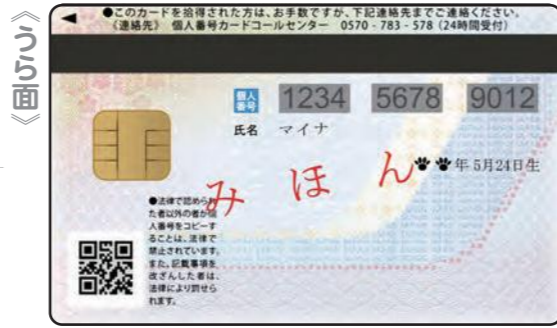 《うら面》
●このカードを拾得された方は、お手数ですが、下記連絡先までご連絡ください。
《連絡先》 個人番号カードコールセンター 0570-783-578（24時間受付）
個人
番号
1234 5678 9012
氏名 マイナ
年 5月24日生
みほん
●法律で認められ
た者以外の者が個
人番号をコピーす
ることは、法律で
禁止されています。
また、記載事項を
改ざんした者は、
法律により罰せら
れます。